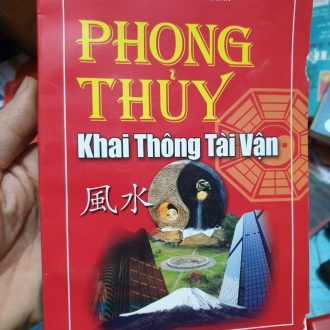 PHONG
THỦY
Khai Thông Tài Vận
風水